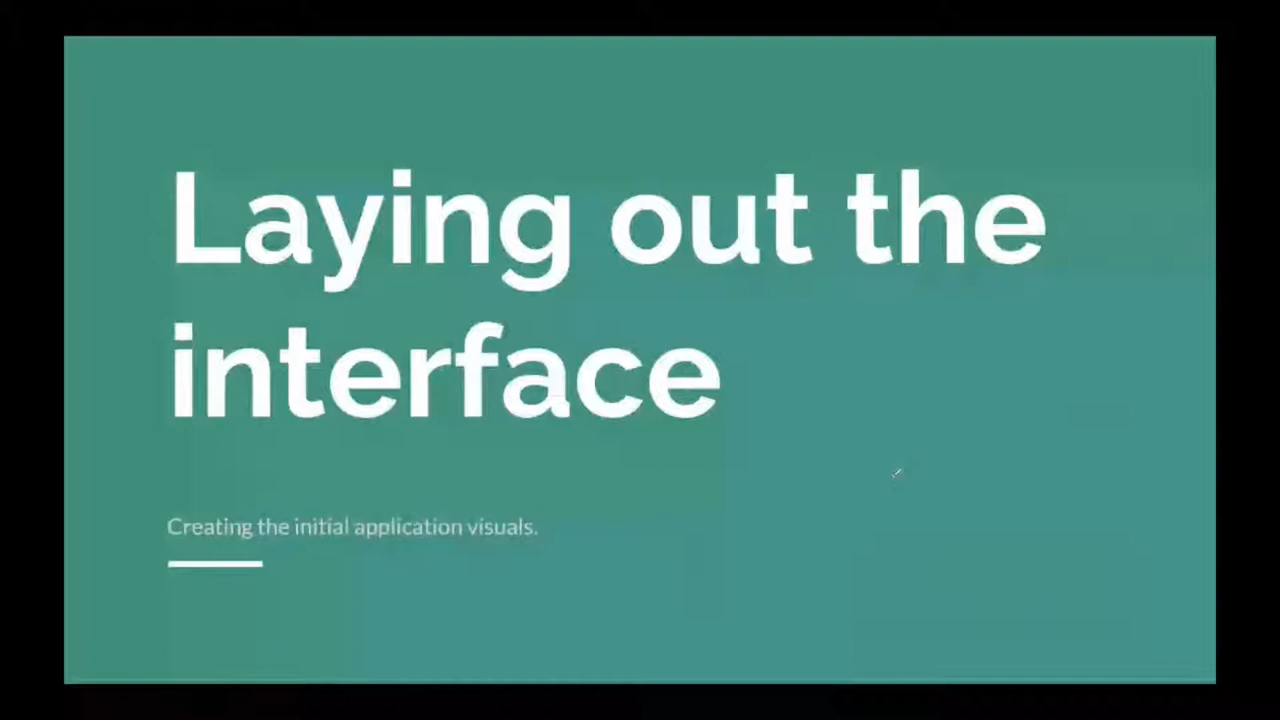 Laying out the
interface
Creating the initial application visuals.